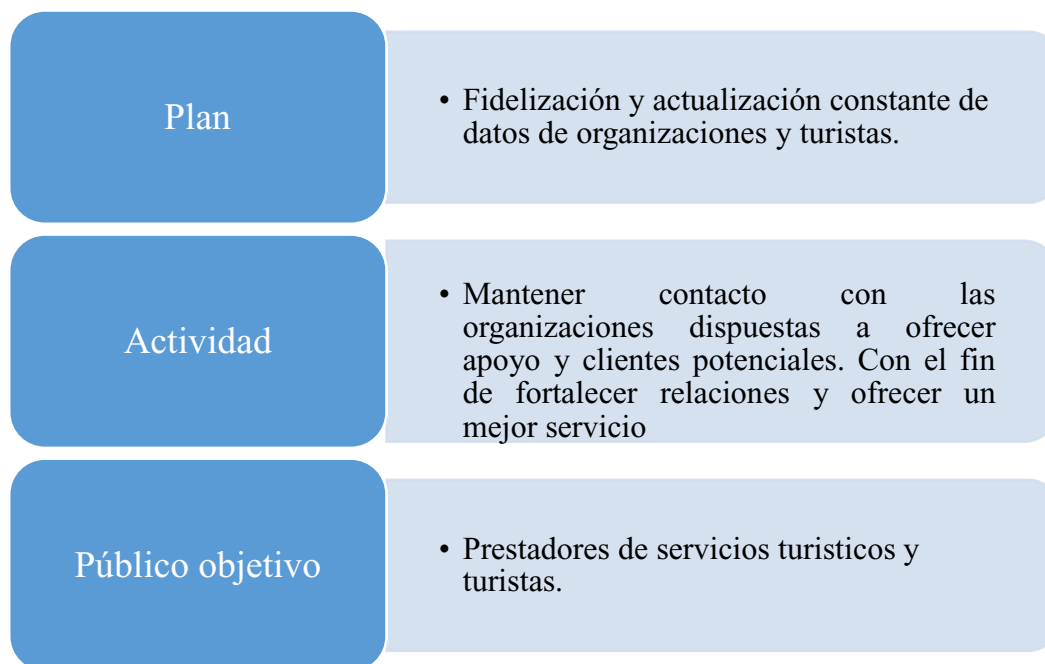 Plan
• Fidelización y actualización constante de
datos de organizaciones y turistas.
Actividad
• Mantener contacto con las
organizaciones dispuestas a ofrecer
apoyo y clientes potenciales. Con el fin
de fortalecer relaciones y ofrecer un
mejor servicio
Público objetivo
• Prestadores de servicios turisticos y
turistas.